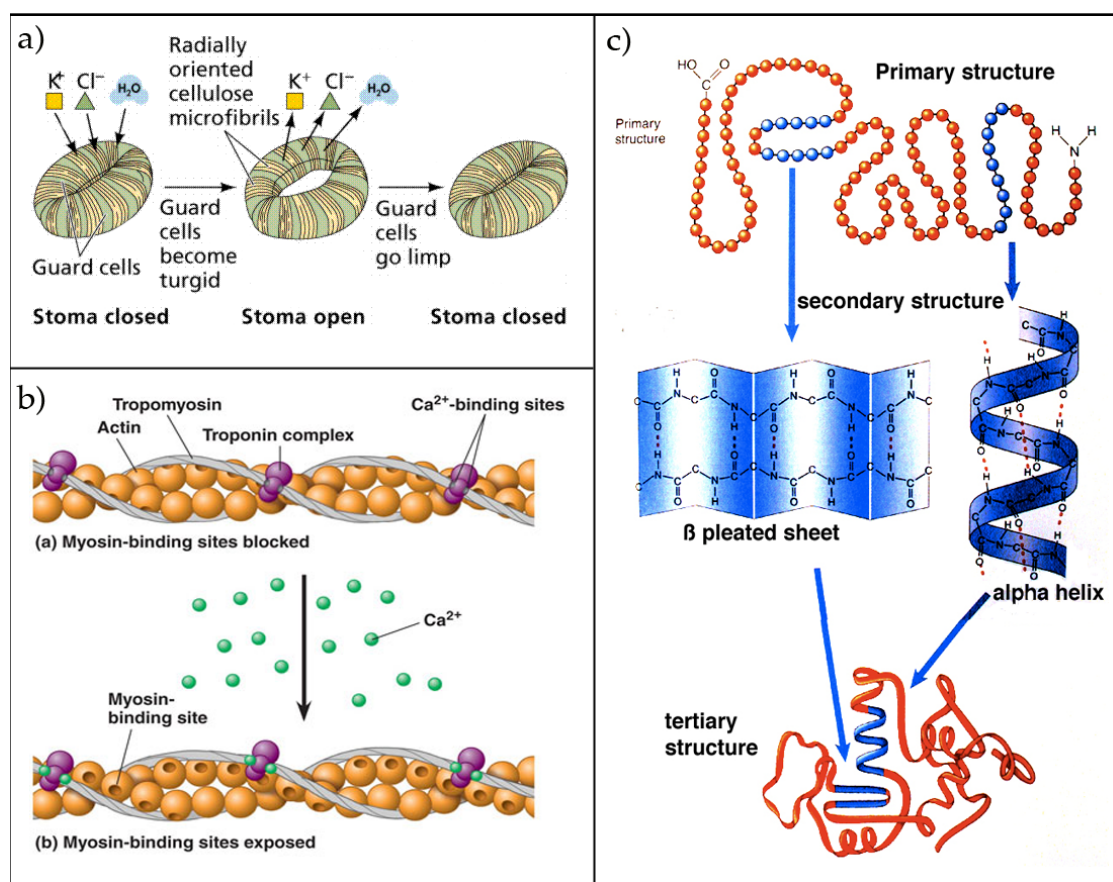 a)
K⁺ Cl⁻ H₂O
Radially
oriented
cellulose
microfibrils
K⁺ Cl⁻ H₂O
Guard cells
Guard
cells
become
turgid
Guard
cells
go limp
Stoma closed
Stoma open
Stoma closed
b)
Tropomyosin
Actin
Troponin complex
Ca²⁺-binding sites
(a) Myosin-binding sites blocked
Ca²⁺
Myosin-
binding site
(b) Myosin-binding sites exposed
c)
HO O
C
Primary structure
Primary
structure
H H
N
secondary structure
ß pleated sheet
alpha helix
tertiary
structure